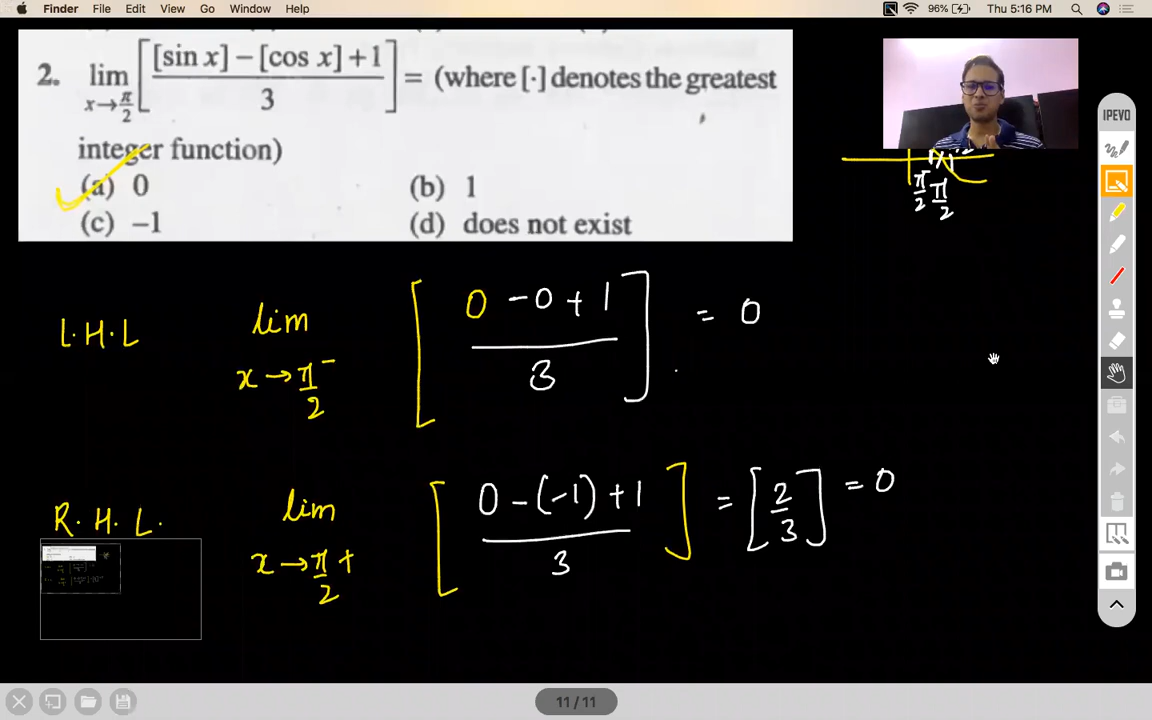 Finder File Edit View Go Window Help 96% Thu 5:16 PM
2. lim x→π/2 [ [sin x] − [cos x] + 1 / 3 ] = (where [·] denotes the greatest
integer function)
(a) 0 (b) 1
(c) −1 (d) does not exist
IPEVO
π/2 π/2
L.H.L lim x→π/2⁻ [ 0 − 0 + 1 / 3 ] = 0
R.H.L. lim x→π/2+ [ 0 − (−1) + 1 / 3 ] = [ 2/3 ] = 0
11 / 11